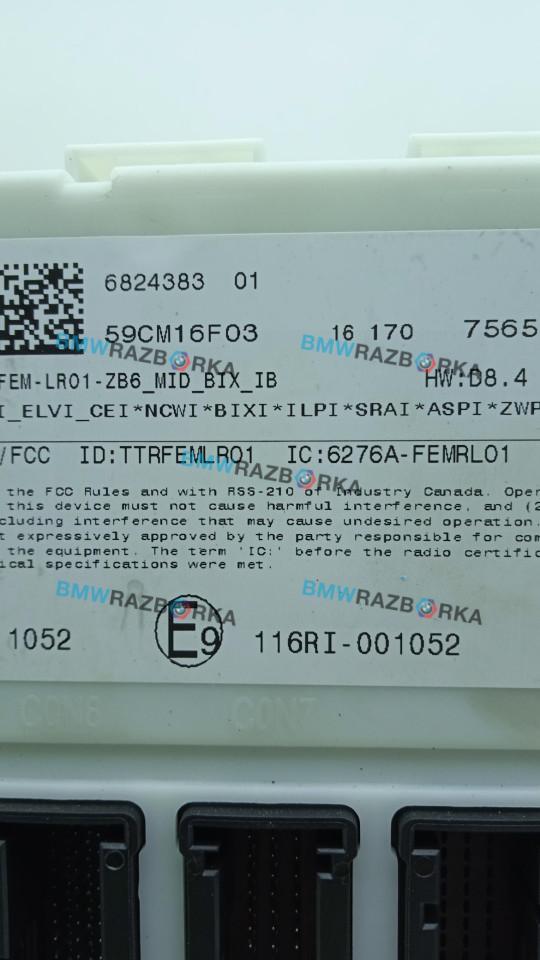 6824383 01
59CM16F03 16 170 7565
FEM-LR01-ZB6_MID_BIX_IB HW:D8.4
I_ELVI_CEI*NCWI*BIXI*ILPI*SRAI*ASPI*ZWP
/FCC ID:TTRFEMLR01 IC:6276A-FEMRLO1
the FCC Rules and with RSS-210 of Industry Canada. Oper
this device must not cause harmful interference, and (2
cluding interference that may cause undesired operation.
t expressively approved by the party responsible for com
the equipment. The term 'IC:' before the radio certific
ical specifications were met.
1052 E9 116RI-001052
CON6 CON7
BMWRAZBORKA
BMWRAZBORKA
BMWRAZBORKA
BMWRAZBORKA
BMWRAZBORKA